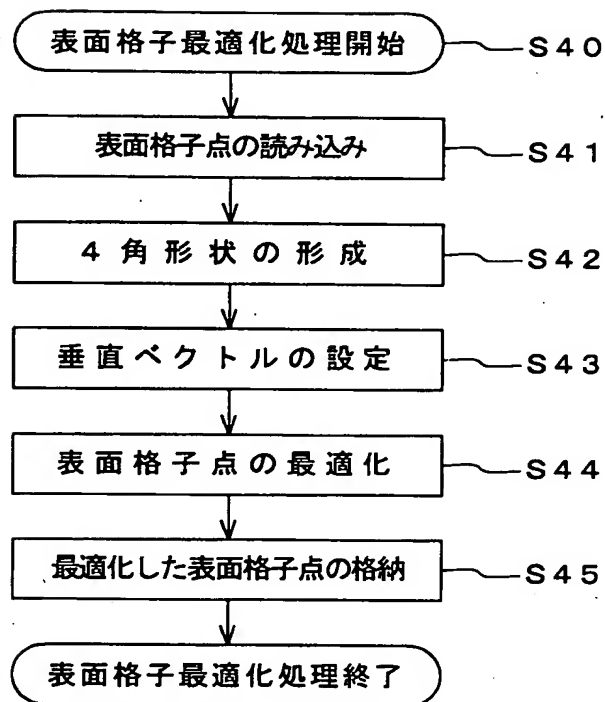 表面格子最適化処理開始 S40
表面格子点の読み込み S41
4角形状の形成 S42
垂直ベクトルの設定 S43
表面格子点の最適化 S44
最適化した表面格子点の格納 S45
表面格子最適化処理終了